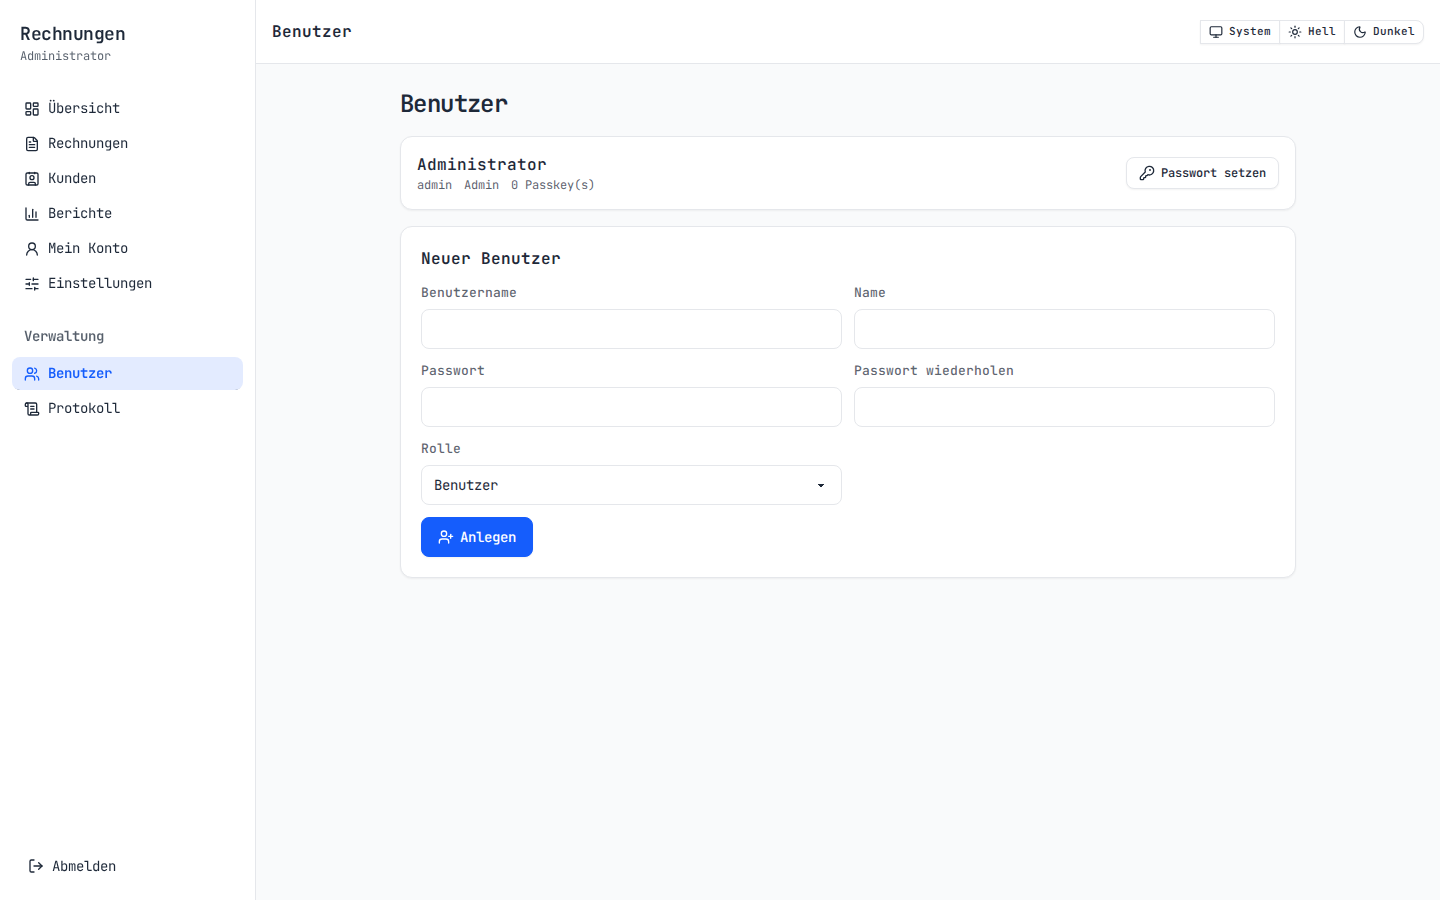 Rechnungen
Administrator
Übersicht
Rechnungen
Kunden
Berichte
Mein Konto
Einstellungen
Verwaltung
Benutzer
Protokoll
Abmelden
Benutzer
System Hell Dunkel
Benutzer
Administrator
admin Admin 0 Passkey(s)
Passwort setzen
Neuer Benutzer
Benutzername Name
Passwort Passwort wiederholen
Rolle
Benutzer
Anlegen